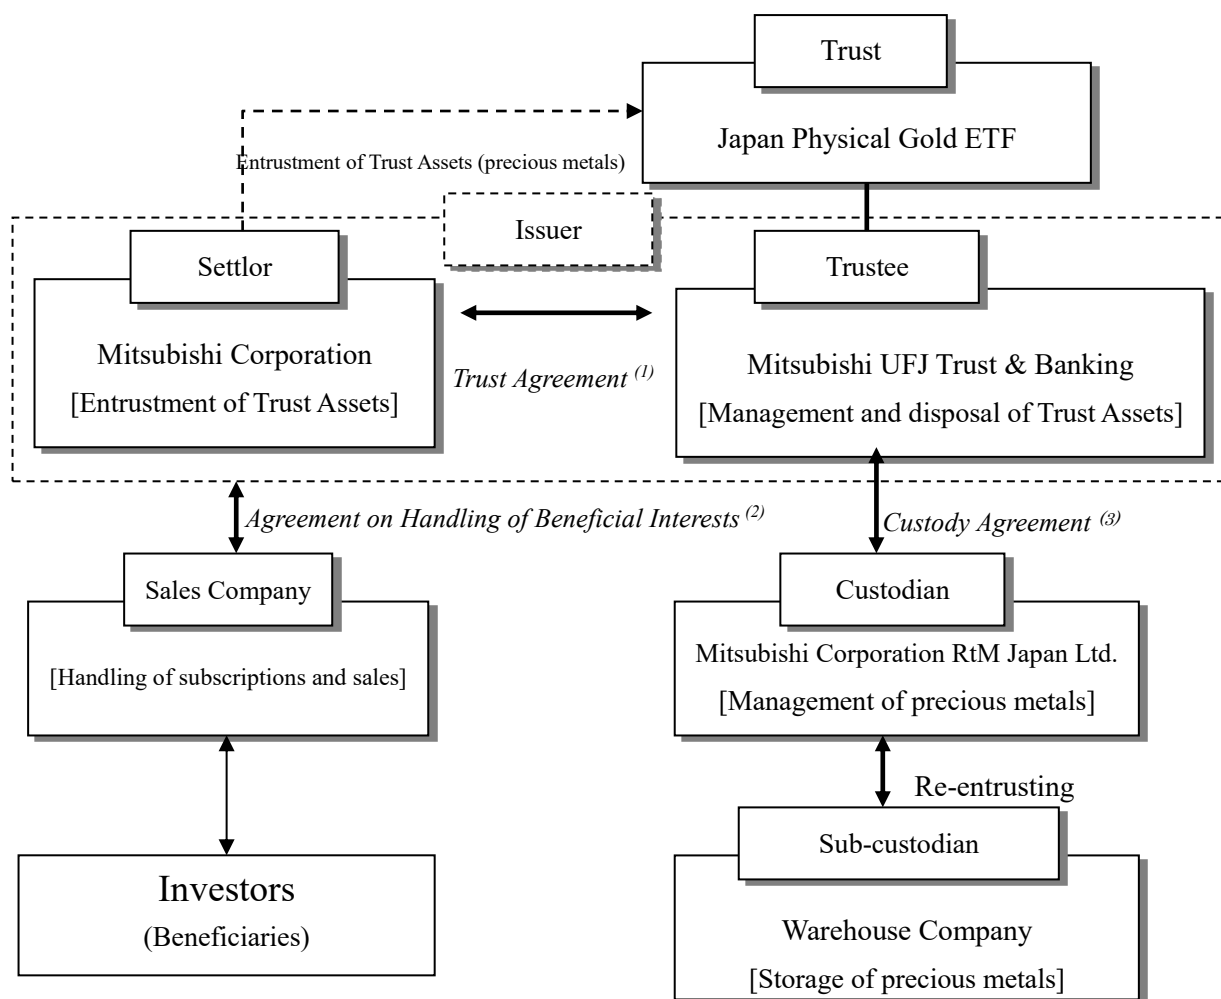 Trust
Japan Physical Gold ETF
Entrustment of Trust Assets (precious metals)
Issuer
Settlor
Mitsubishi Corporation
[Entrustment of Trust Assets]
Trust Agreement (1)
Trustee
Mitsubishi UFJ Trust & Banking
[Management and disposal of Trust Assets]
Agreement on Handling of Beneficial Interests (2)
Custody Agreement (3)
Sales Company
[Handling of subscriptions and sales]
Custodian
Mitsubishi Corporation RtM Japan Ltd.
[Management of precious metals]
Re-entrusting
Investors
(Beneficiaries)
Sub-custodian
Warehouse Company
[Storage of precious metals]